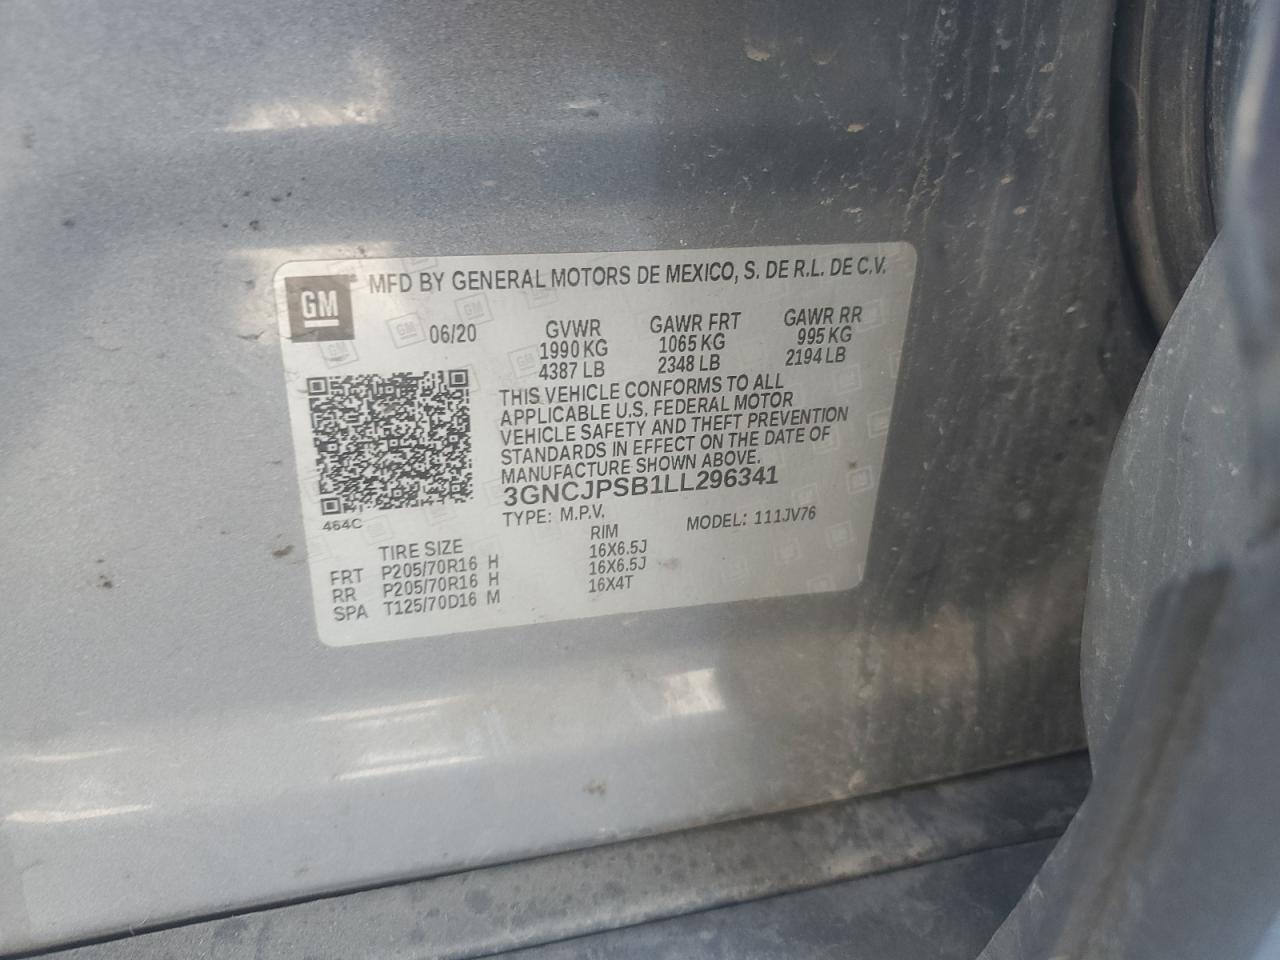 GM
MFD BY GENERAL MOTORS DE MEXICO, S. DE R.L. DE C.V.
06/20 GVWR GAWR FRT GAWR RR
1990 KG 1065 KG 995 KG
4387 LB 2348 LB 2194 LB
THIS VEHICLE CONFORMS TO ALL
APPLICABLE U.S. FEDERAL MOTOR
VEHICLE SAFETY AND THEFT PREVENTION
STANDARDS IN EFFECT ON THE DATE OF
MANUFACTURE SHOWN ABOVE.
3GNCJPSB1LL296341
464C
TYPE: M.P.V. MODEL: 111JV76
TIRE SIZE RIM
FRT P205/70R16 H 16X6.5J
RR P205/70R16 H 16X6.5J
SPA T125/70D16 M 16X4T